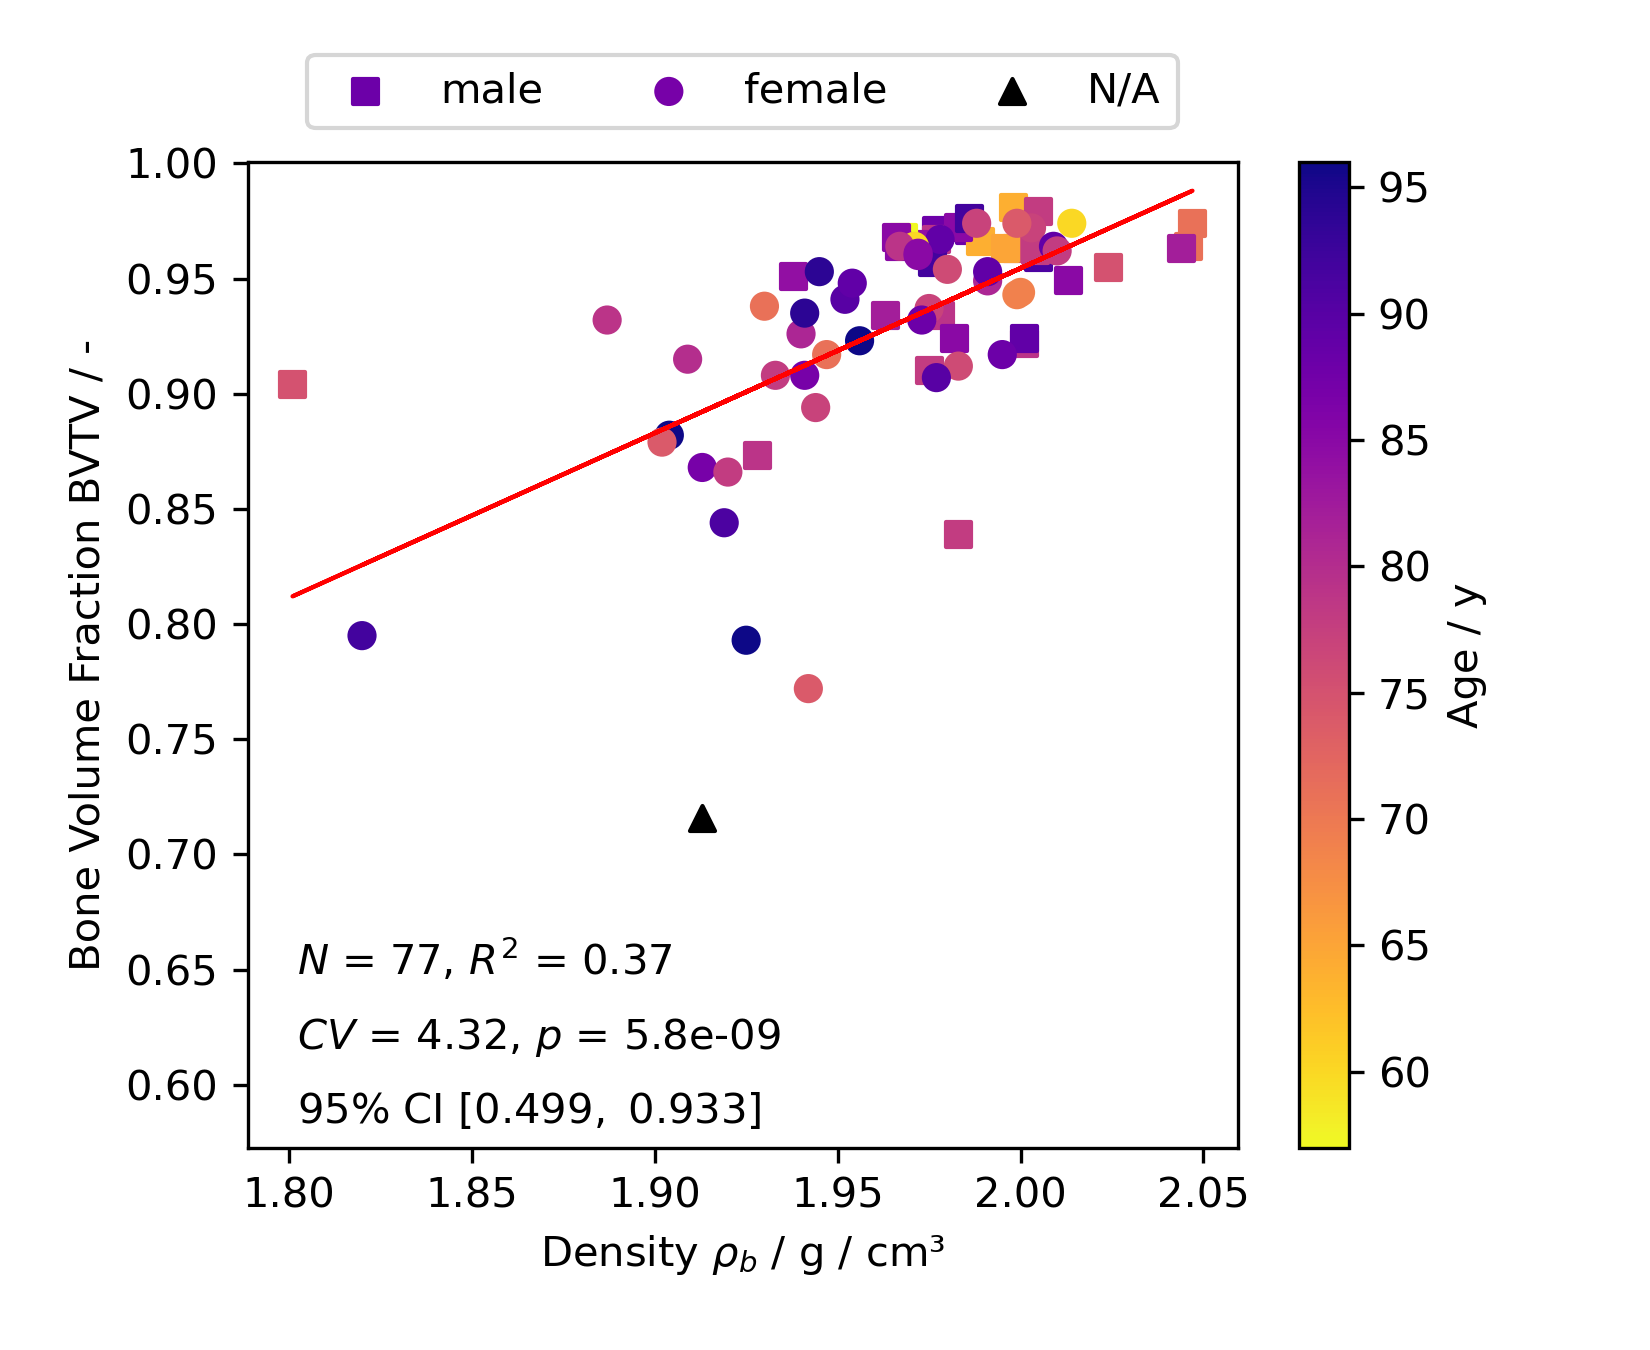 male female N/A
1.00
0.95
0.90
0.85
0.80
0.75
0.70
0.65
0.60
Bone Volume Fraction BVTV / -
N = 77, R² = 0.37
CV = 4.32, p = 5.8e-09
95% CI [0.499, 0.933]
1.80 1.85 1.90 1.95 2.00 2.05
Density ρ_b / g / cm³
95
90
85
80
75
70
65
60
Age / y